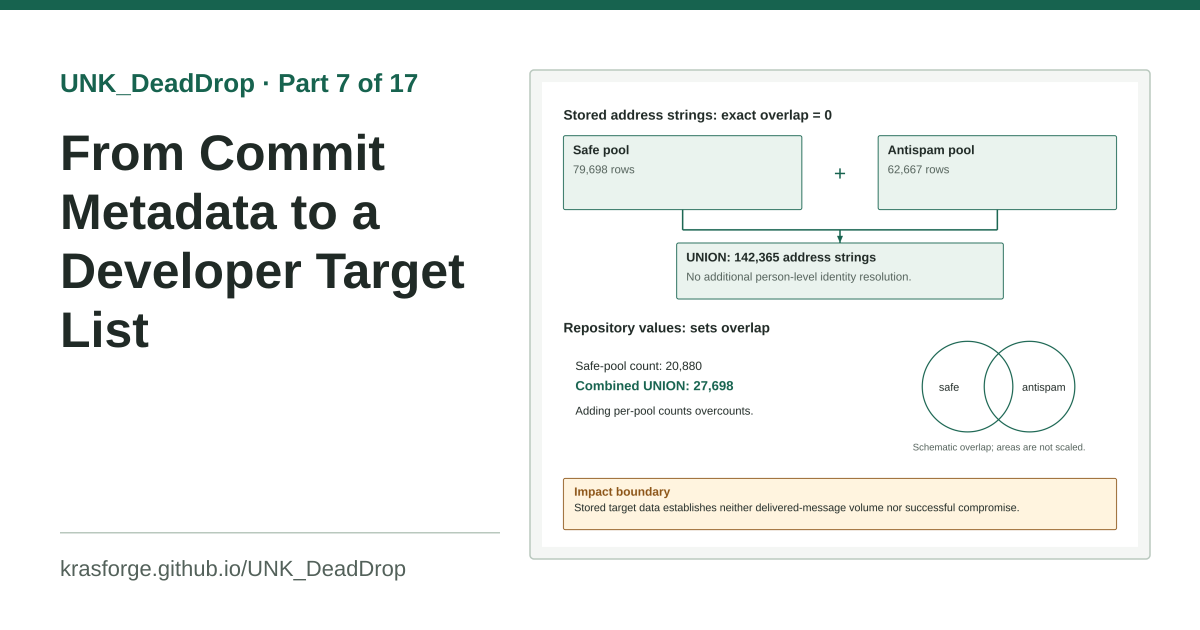 UNK_DeadDrop · Part 7 of 17
From Commit
Metadata to a
Developer Target
List
krasforge.github.io/UNK_DeadDrop
Stored address strings: exact overlap = 0
Safe pool
79,698 rows
+
Antispam pool
62,667 rows
UNION: 142,365 address strings
No additional person-level identity resolution.
Repository values: sets overlap
Safe-pool count: 20,880
Combined UNION: 27,698
Adding per-pool counts overcounts.
safe
antispam
Schematic overlap; areas are not scaled.
Impact boundary
Stored target data establishes neither delivered-message volume nor successful compromise.